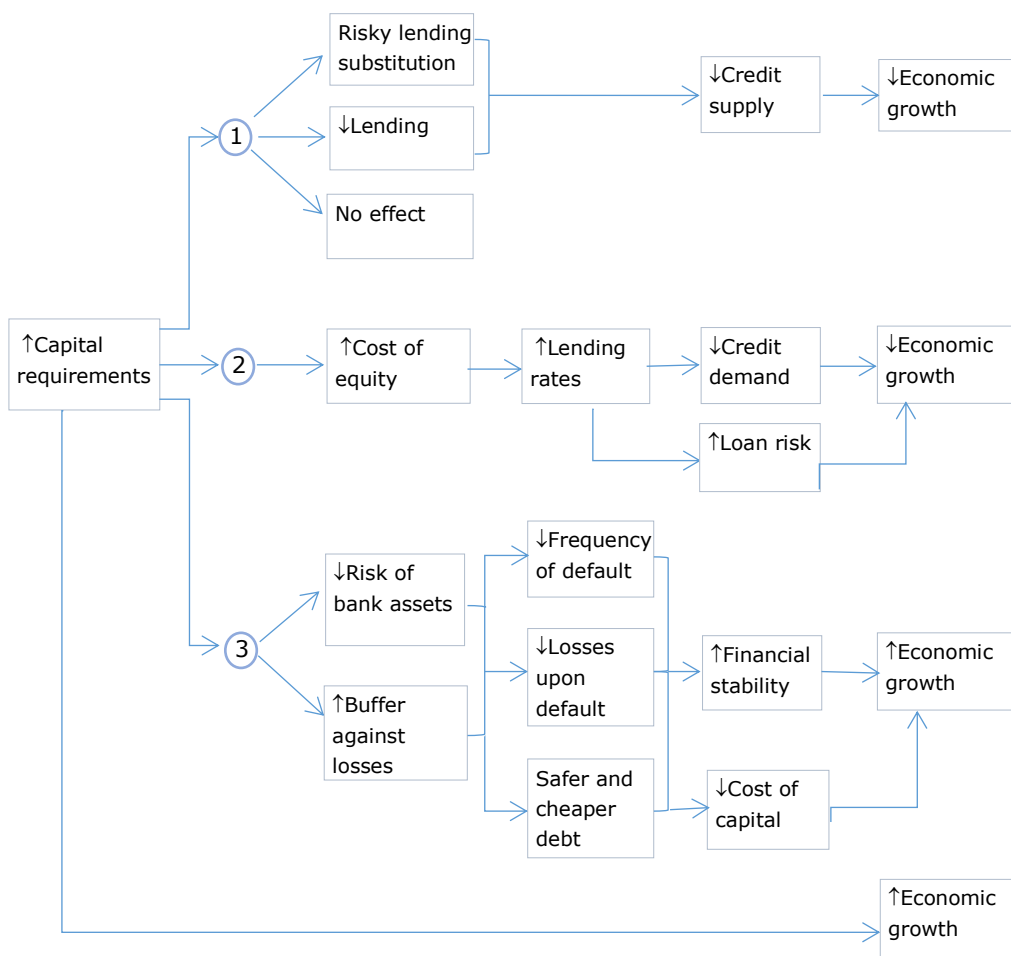 Risky lending
substitution
↓Credit
supply
↓Economic
growth
1
↓Lending
No effect
↑Capital
requirements
2
↑Cost of
equity
↑Lending
rates
↓Credit
demand
↓Economic
growth
↑Loan risk
3
↓Risk of
bank assets
↓Frequency
of default
↑Buffer
against
losses
↓Losses
upon
default
↑Financial
stability
↑Economic
growth
Safer and
cheaper
debt
↓Cost of
capital
↑Economic
growth